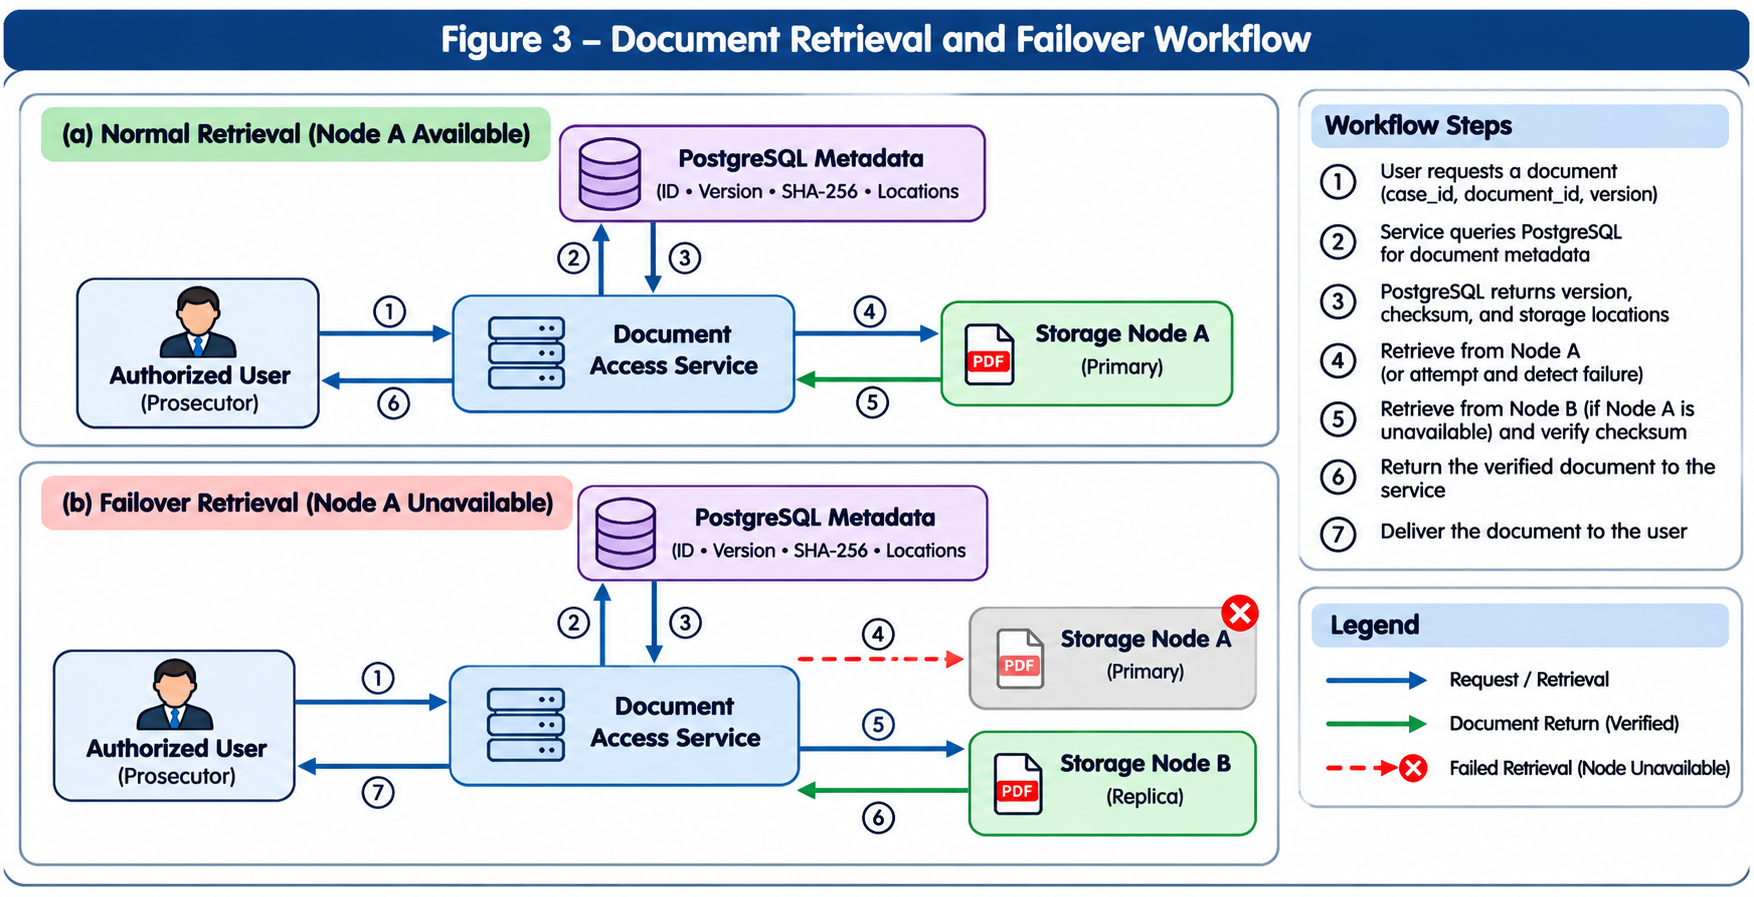 Figure 3 – Document Retrieval and Failover Workflow
(a) Normal Retrieval (Node A Available)
PostgreSQL Metadata
(ID • Version • SHA-256 • Locations
2
3
1
4
Authorized User
(Prosecutor)
Document
Access Service
Storage Node A
(Primary)
PDF
6
5
(b) Failover Retrieval (Node A Unavailable)
PostgreSQL Metadata
(ID • Version • SHA-256 • Locations
2
3
4
Storage Node A
(Primary)
PDF
1
Authorized User
(Prosecutor)
Document
Access Service
5
Storage Node B
(Replica)
PDF
7
6
Workflow Steps
1 User requests a document
(case_id, document_id, version)
2 Service queries PostgreSQL
for document metadata
3 PostgreSQL returns version,
checksum, and storage locations
4 Retrieve from Node A
(or attempt and detect failure)
5 Retrieve from Node B (if Node A is
unavailable) and verify checksum
6 Return the verified document to the
service
7 Deliver the document to the user
Legend
Request / Retrieval
Document Return (Verified)
Failed Retrieval (Node Unavailable)